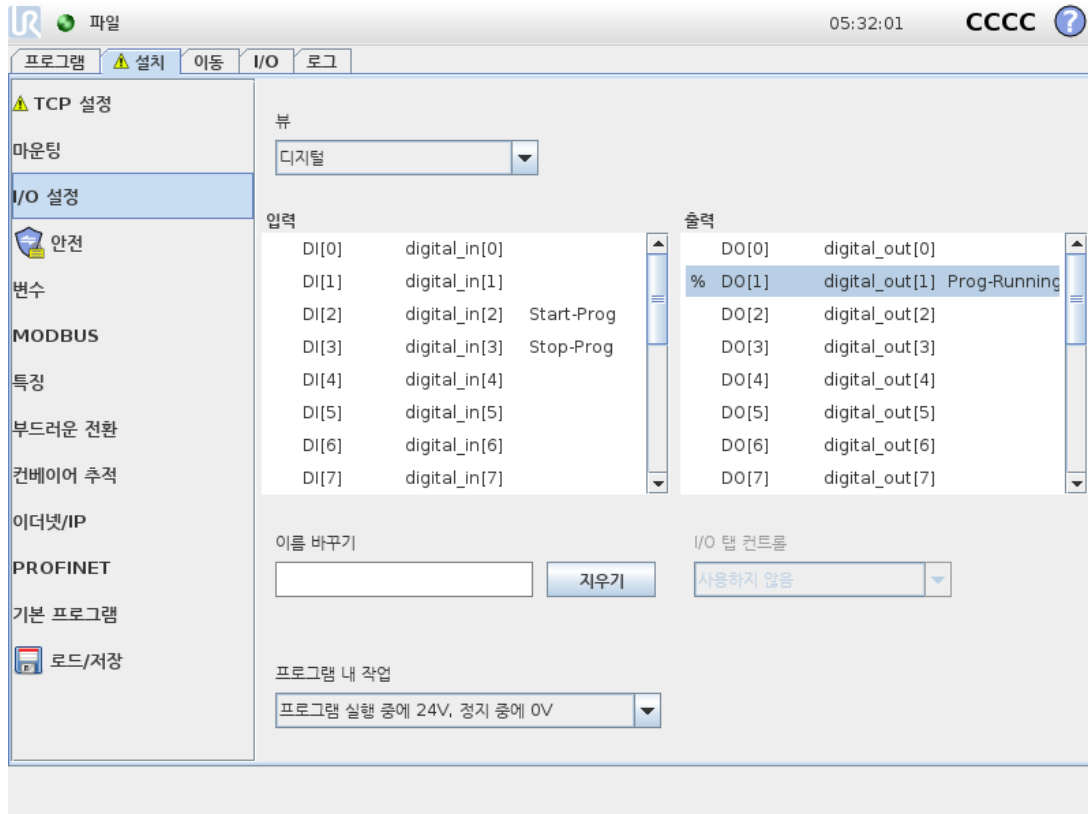 UR 파일 05:32:01 CCCC ?
프로그램 설치 이동 I/O 로그
TCP 설정
마운팅
I/O 설정
안전
변수
MODBUS
특징
부드러운 전환
컨베이어 추적
이더넷/IP
PROFINET
기본 프로그램
로드/저장
뷰
디지털
입력
DI[0] digital_in[0]
DI[1] digital_in[1]
DI[2] digital_in[2] Start-Prog
DI[3] digital_in[3] Stop-Prog
DI[4] digital_in[4]
DI[5] digital_in[5]
DI[6] digital_in[6]
DI[7] digital_in[7]
출력
DO[0] digital_out[0]
% DO[1] digital_out[1] Prog-Running
DO[2] digital_out[2]
DO[3] digital_out[3]
DO[4] digital_out[4]
DO[5] digital_out[5]
DO[6] digital_out[6]
DO[7] digital_out[7]
이름 바꾸기
지우기
I/O 탭 컨트롤
사용하지 않음
프로그램 내 작업
프로그램 실행 중에 24V, 정지 중에 0V